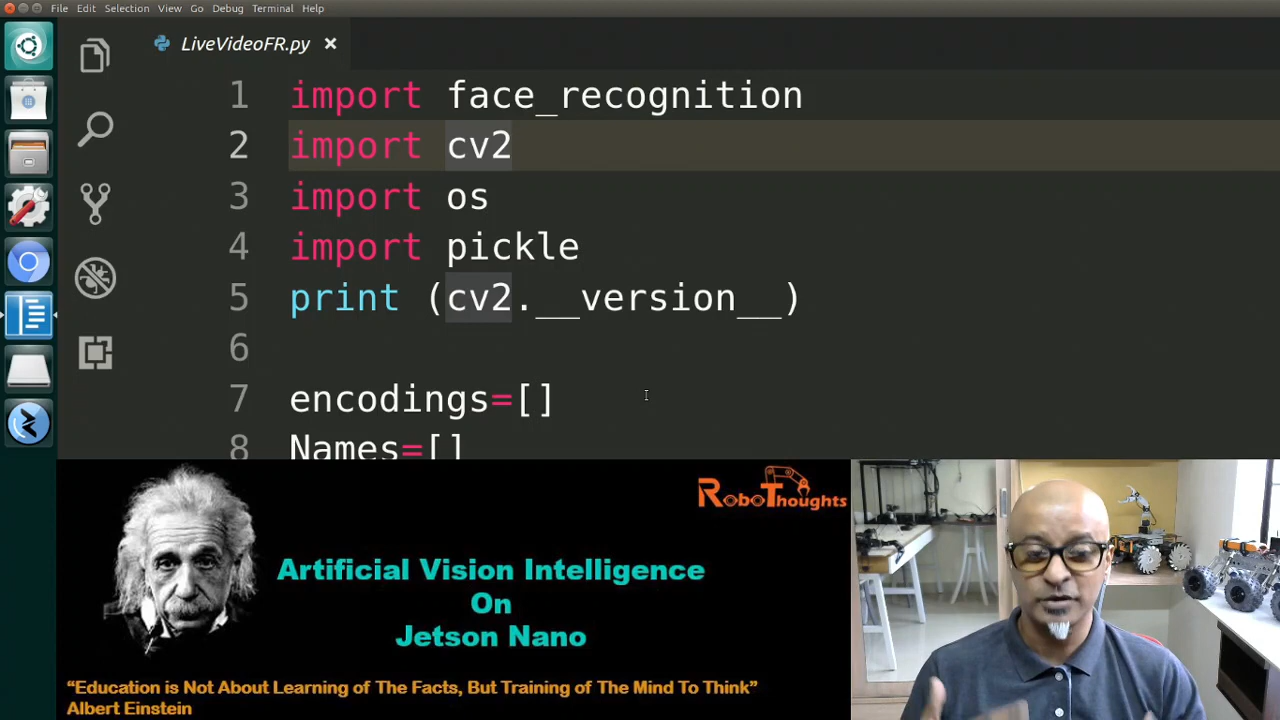 File Edit Selection View Go Debug Terminal Help
LiveVideoFR.py
1 import face_recognition
2 import cv2
3 import os
4 import pickle
5 print (cv2.__version__)
6
7 encodings=[]
8 Names=[]
RoboThoughts
Artificial Vision Intelligence
On
Jetson Nano
“Education is Not About Learning of The Facts, But Training of The Mind To Think”
Albert Einstein